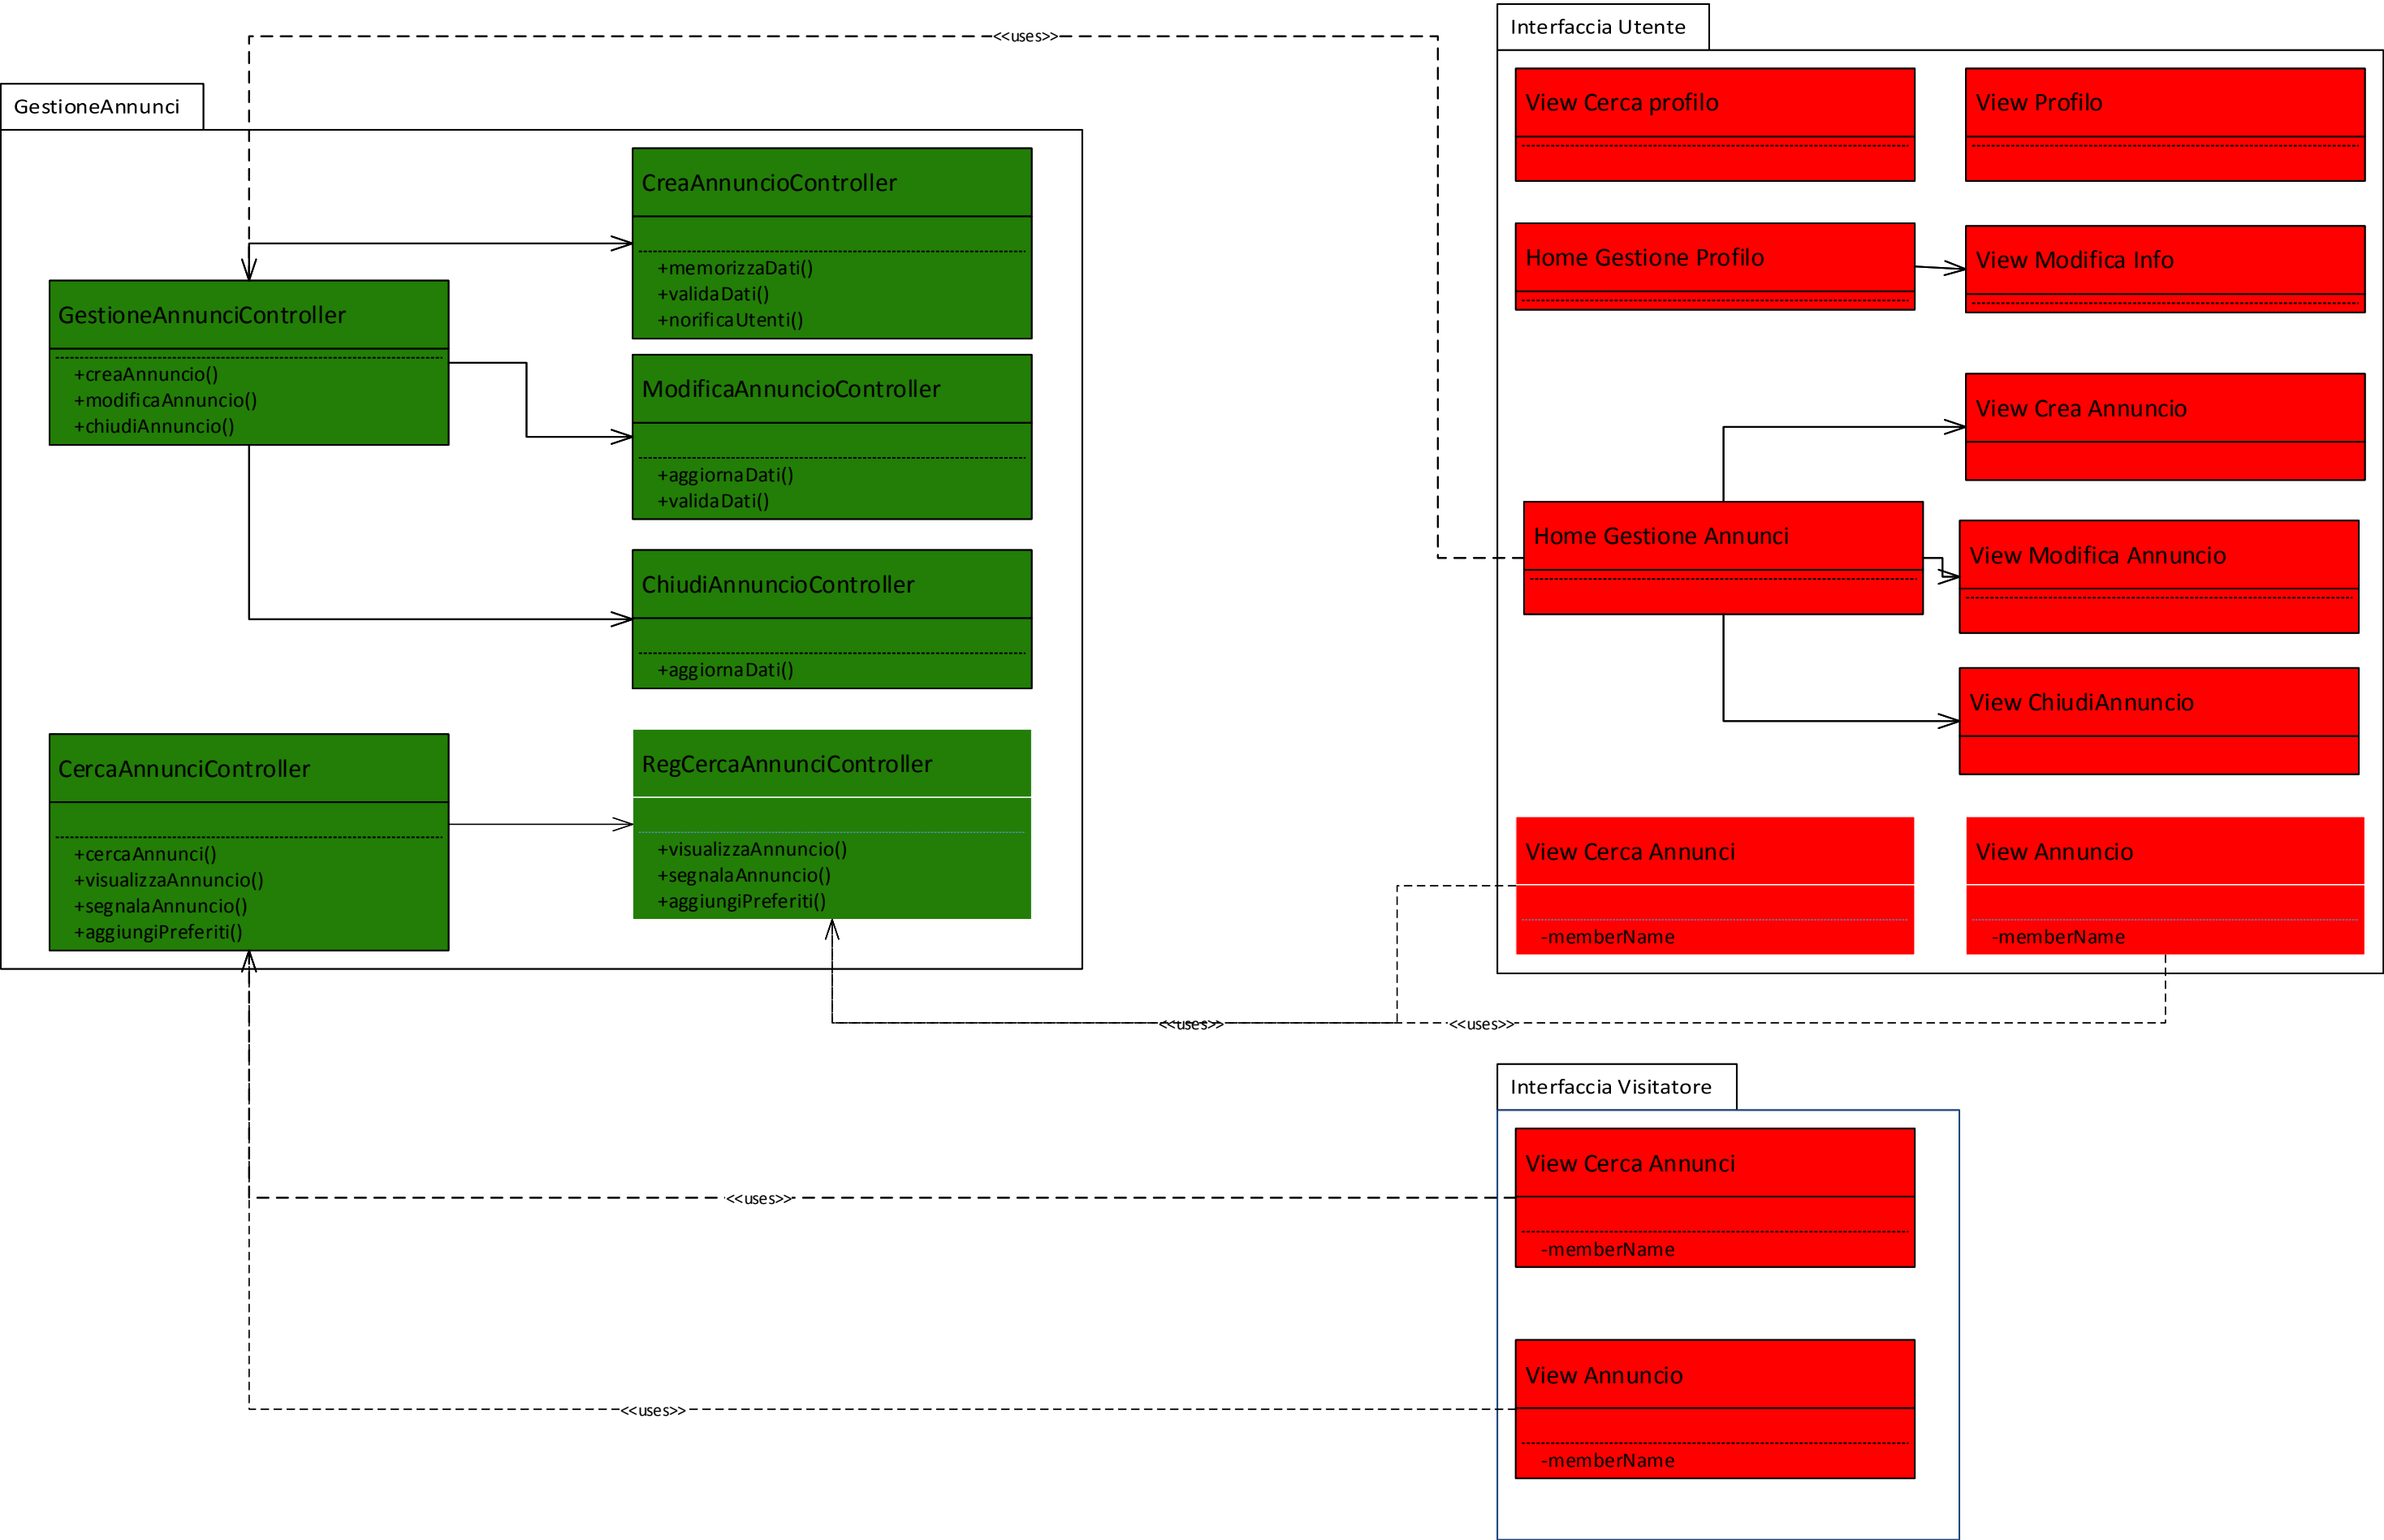 <<uses>>
GestioneAnnunci
CreaAnnuncioController
+memorizzaDati()
+validaDati()
+norificaUtenti()
GestioneAnnunciController
+creaAnnuncio()
+modificaAnnuncio()
+chiudiAnnuncio()
ModificaAnnuncioController
+aggiornaDati()
+validaDati()
ChiudiAnnuncioController
+aggiornaDati()
CercaAnnunciController
+cercaAnnunci()
+visualizzaAnnuncio()
+segnalaAnnuncio()
+aggiungiPreferiti()
RegCercaAnnunciController
+visualizzaAnnuncio()
+segnalaAnnuncio()
+aggiungiPreferiti()
Interfaccia Utente
View Cerca profilo
View Profilo
Home Gestione Profilo
View Modifica Info
View Crea Annuncio
Home Gestione Annunci
View Modifica Annuncio
View ChiudiAnnuncio
View Cerca Annunci
-memberName
View Annuncio
-memberName
<<uses>>
<<uses>>
Interfaccia Visitatore
View Cerca Annunci
-memberName
<<uses>>
View Annuncio
-memberName
<<uses>>